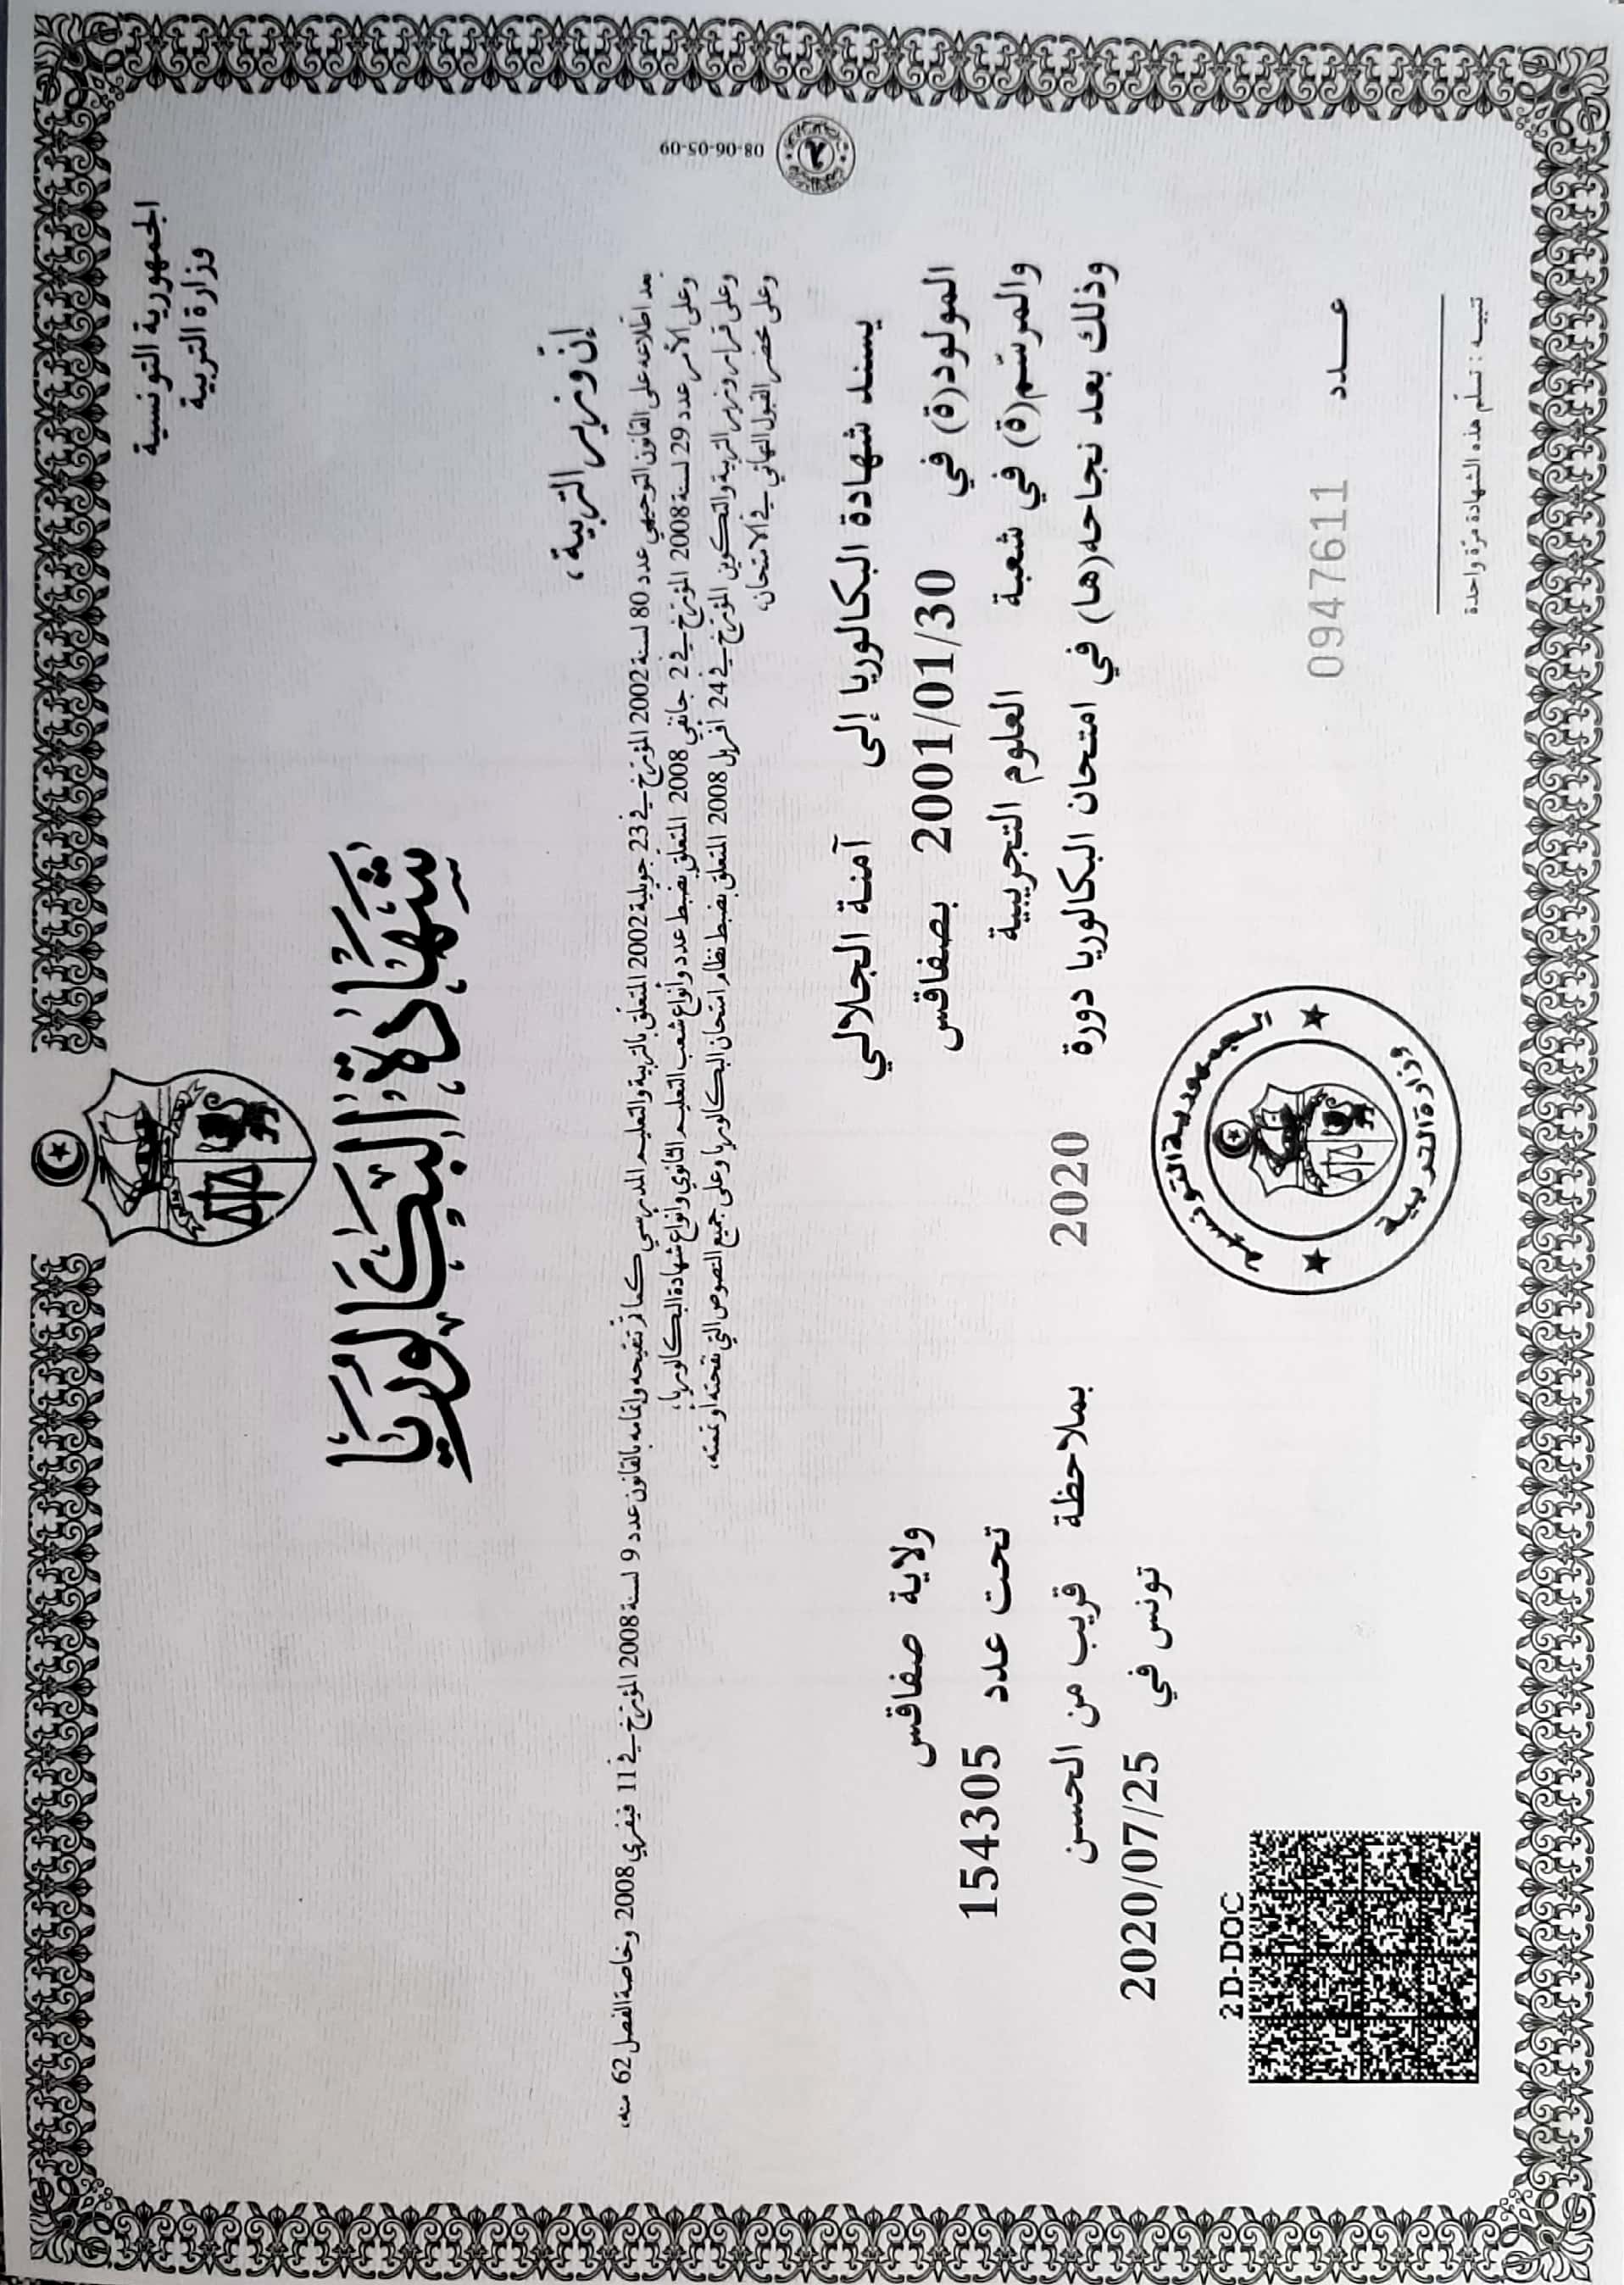 الجمهورية التونسية
وزارة التربية
شَهَادَة البَكَالُورِيَا
إنّ وزير التربية،
بعد اطّلاعه على القانون التوجيهي عدد 80 لسنة 2002 المؤرّخ في 23 جويلية 2002 المتعلّق بالتربية والتعليم المدرسي كما تمّ تنقيحه وإتمامه بالقانون عدد 9 لسنة 2008 المؤرّخ في 11 فيفري 2008 وخاصة الفصل 62 منه،
وعلى الأمر عدد 29 لسنة 2008 المؤرّخ في 2 جانفي 2008 المتعلّق بضبط عدد وأنواع شعب التعليم الثانوي وأنواع شهادة البكالوريا،
وعلى قرار وزير التربية والتكوين المؤرّخ في 24 أفريل 2008 المتعلّق بضبط نظام امتحان البكالوريا وعلى جميع النصوص التي نقحته أو تممته،
وعلى محضر القبول النهائي في الامتحان،
08-06-05-09
يسند شهادة البكالوريا إلى آمنة الجلالي
المولود(ة) في 2001/01/30 بصفاقس ولاية صفاقس
والمرسّم(ة) في شعبة العلوم التجريبية تحت عدد 154305
وذلك بعد نجاحه(ها) في امتحان البكالوريا دورة 2020 بملاحظة قريب من الحسن
تونس في 2020/07/25
2D-DOC
الجمهورية التونسية
وزارة التربية
عـــدد 0947611
تنبيـه : تسلّم هذه الشهادة مرّة واحدة